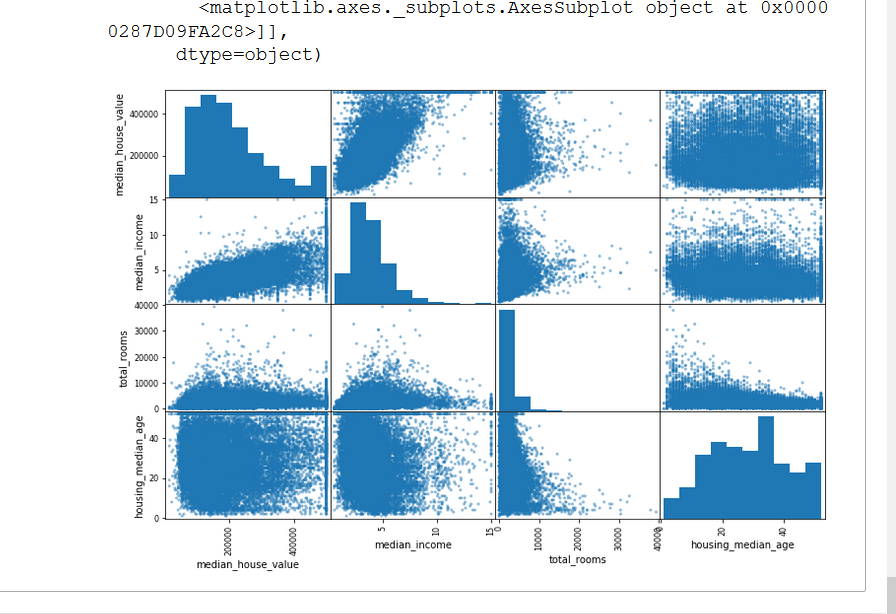 <matplotlib.axes._subplots.AxesSubplot object at 0x0000
0287D09FA2C8>]],
dtype=object)
median_house_value
400000
200000
median_income
15
10
5
total_rooms
40000
30000
20000
10000
0
housing_median_age
40
20
0
200000
40000
median_house_value
5
10
15
median_income
0
10000
20000
30000
total_rooms
20
40
housing_median_age